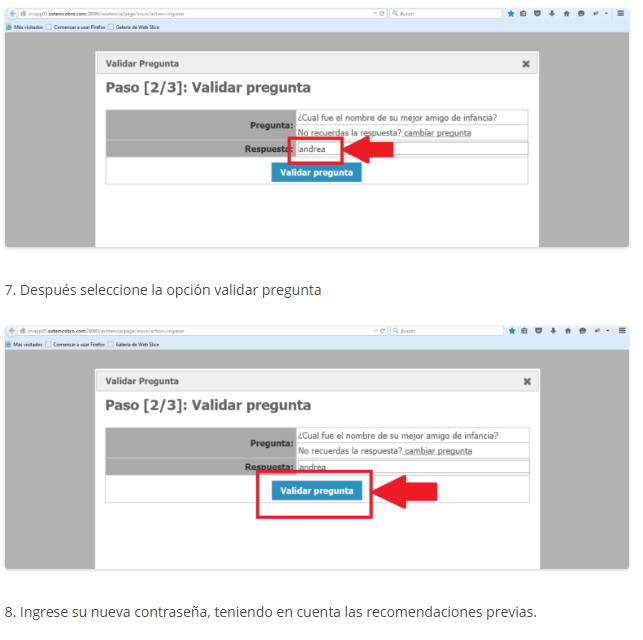 srvapp05.sistemcobro.com:28080/asistencia/page/inicio?action=ingresar
Buscar
Más visitados Comenzar a usar Firefox Galería de Web Slice
Validar Pregunta
Paso [2/3]: Validar pregunta
Pregunta: ¿Cual fue el nombre de su mejor amigo de infancia?
No recuerdas la respuesta? cambiar pregunta
Respuesta: andrea
Validar pregunta
7. Después seleccione la opción validar pregunta
srvapp05.sistemcobro.com:28080/asistencia/page/inicio?action=ingresar
Buscar
Más visitados Comenzar a usar Firefox Galería de Web Slice
Validar Pregunta
Paso [2/3]: Validar pregunta
Pregunta: ¿Cual fue el nombre de su mejor amigo de infancia?
No recuerdas la respuesta? cambiar pregunta
Respuesta: andrea
Validar pregunta
8. Ingrese su nueva contraseña, teniendo en cuenta las recomendaciones previas.